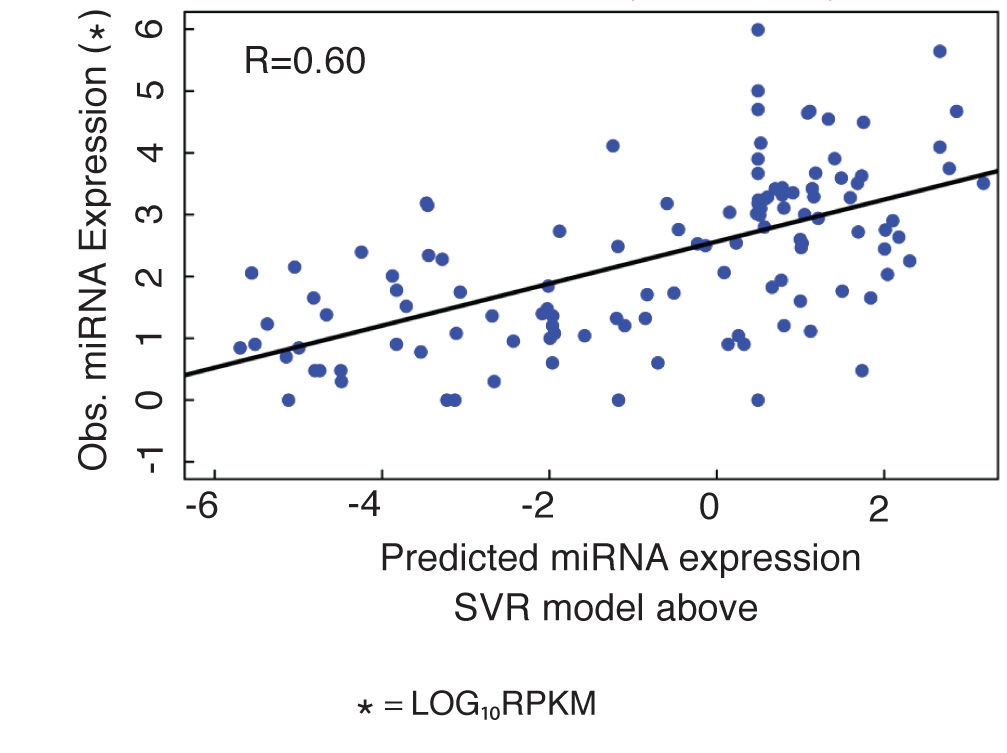 Obs. miRNA Expression (*)
6
5
4
3
2
1
0
-1
R=0.60
-6 -4 -2 0 2
Predicted miRNA expression
SVR model above
* = LOG₁₀RPKM